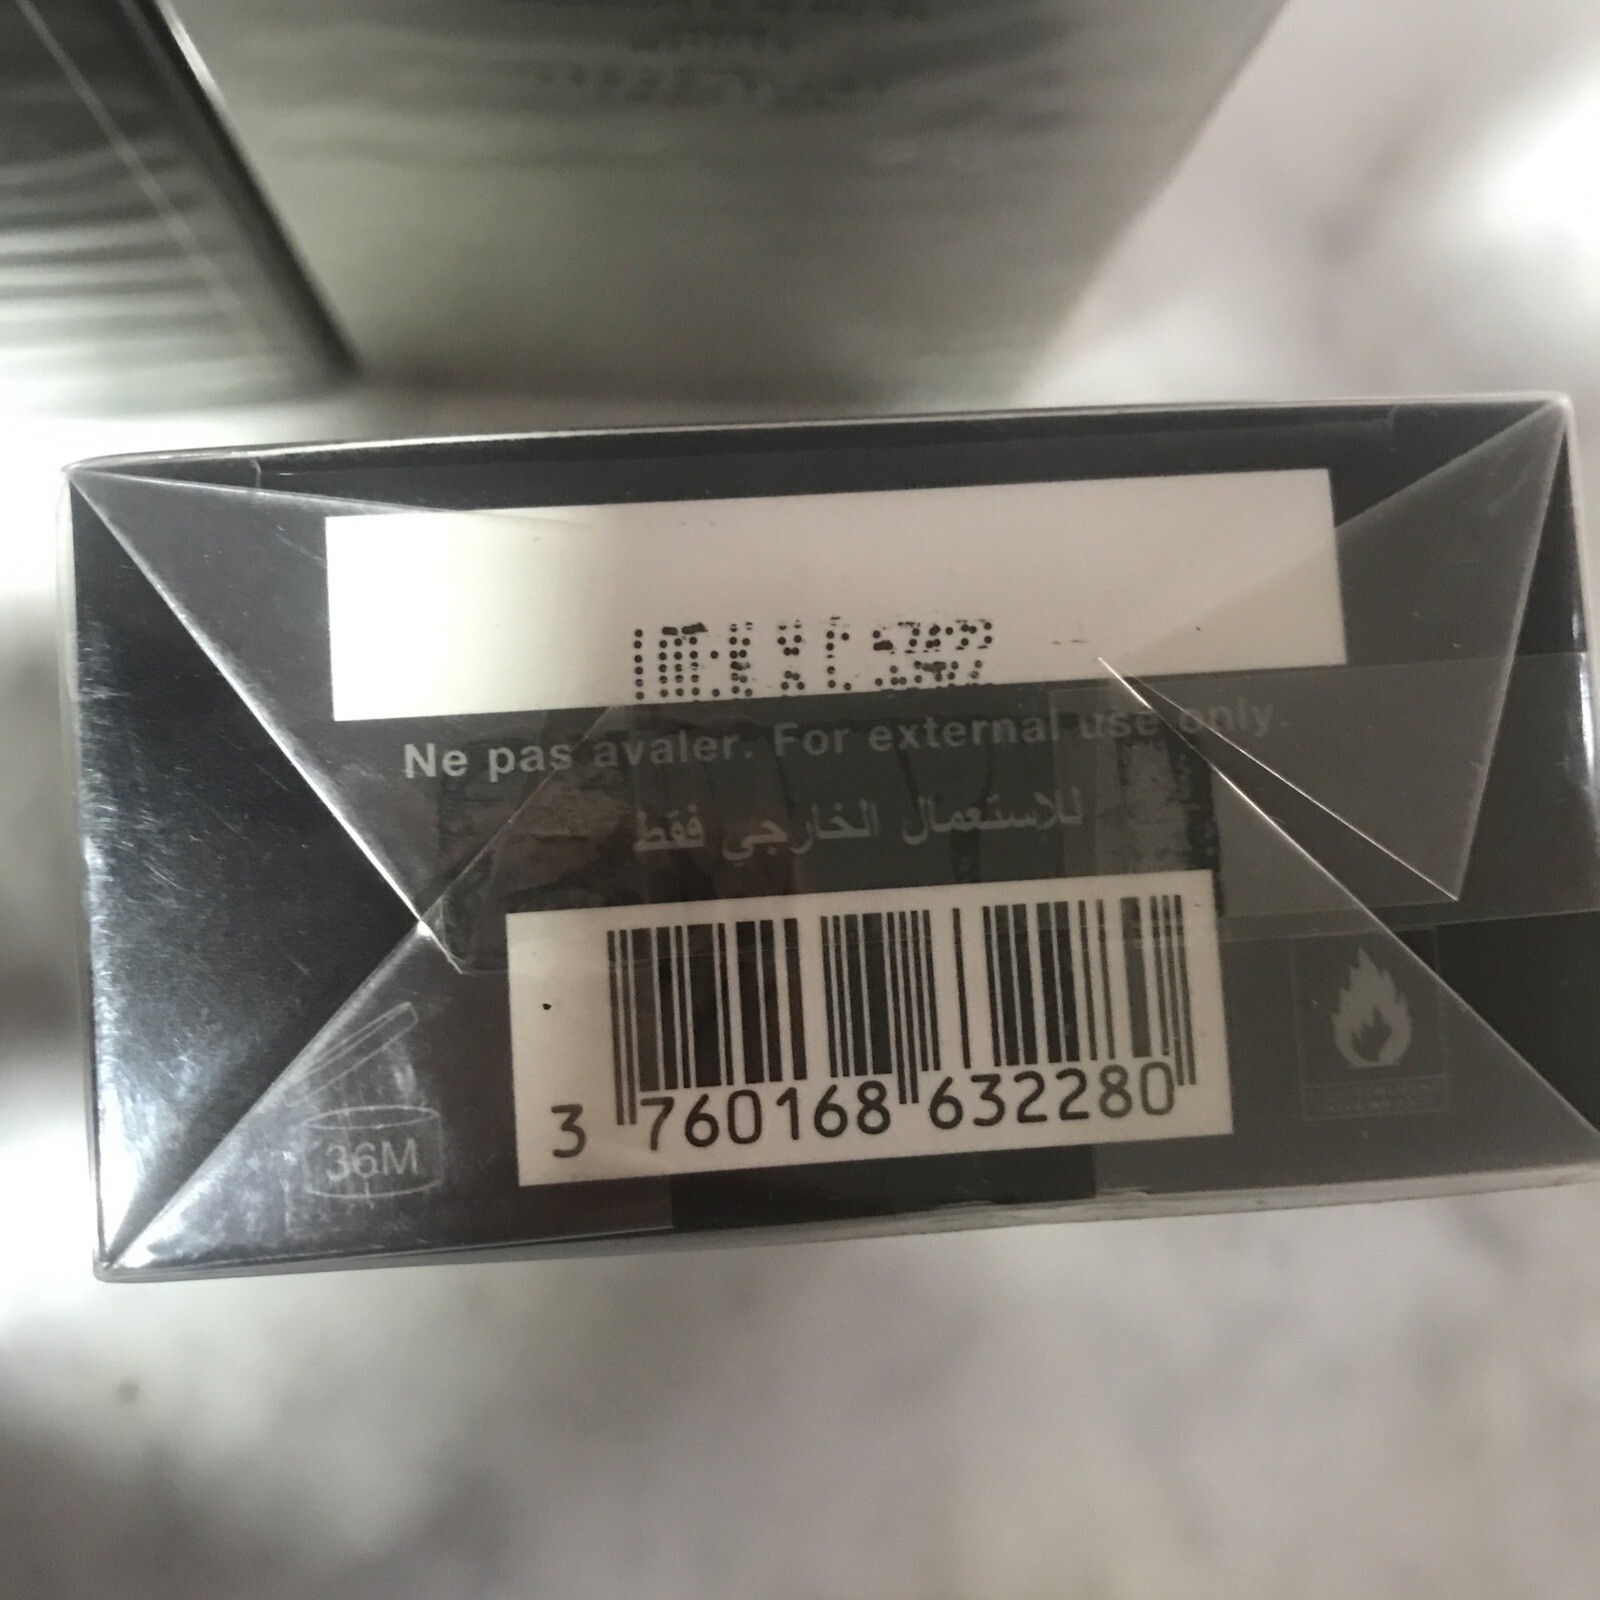 Ne pas avaler. For external use only.
للاستعمال الخارجي فقط
36M
3 760168 632280